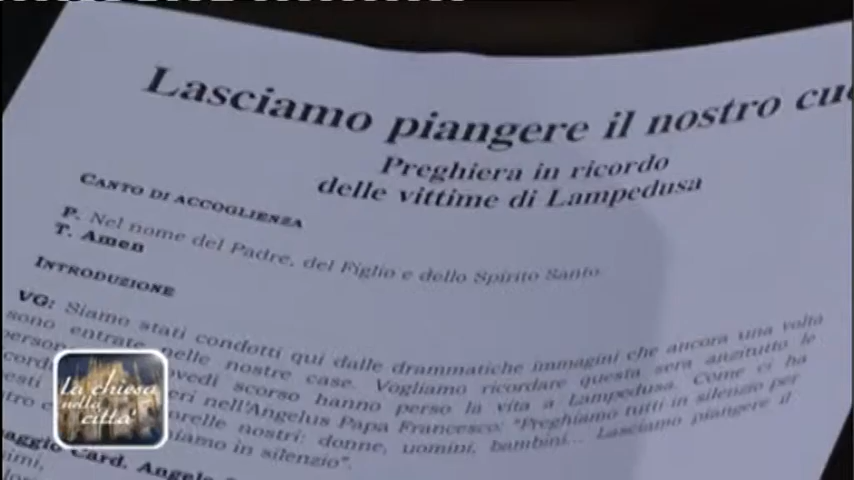 Lasciamo piangere il nostro
Preghiera in ricordo
delle vittime di Lampedusa
CANTO DI ACCOGLIENZA
P. Nel nome del Padre, del Figlio e dello Spirito Santo.
T. Amen
INTRODUZIONE
VG: Siamo stati condotti qui dalle drammatiche immagini che ancora una volta
sono entrate nelle nostre case. Vogliamo ricordare questa sera anzitutto le
scorso hanno perso la vita a Lampedusa. Come ci ha
nell'Angelus Papa Francesco: "Preghiamo tutti in silenzio per
nostri: donne, uomini, bambini... Lasciamo piangere il
in silenzio".
Card.
La chiesa
nella
città